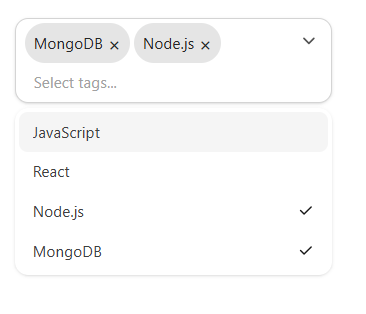 MongoDB × Node.js ×
Select tags...
JavaScript
React
Node.js
MongoDB